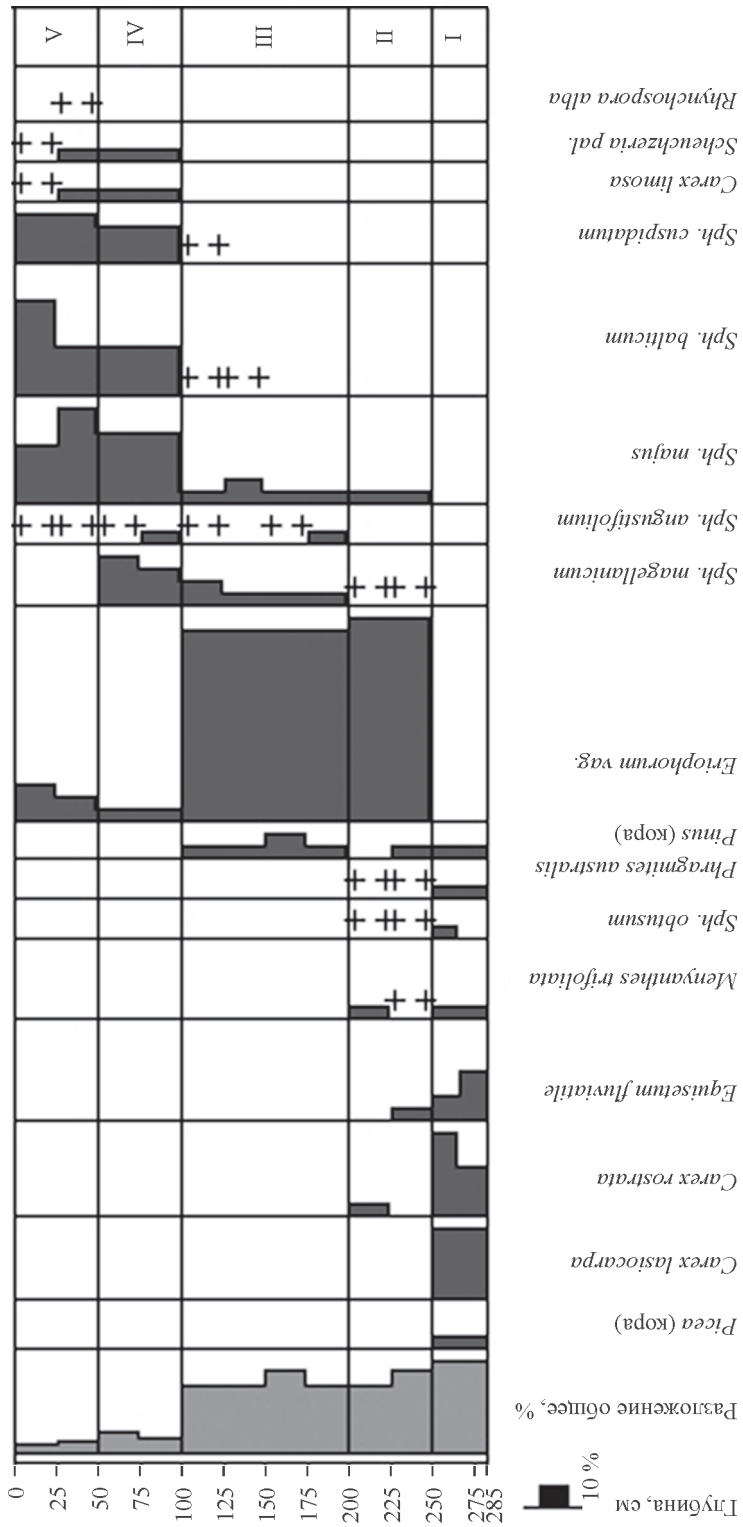 V
IV
III
II
I
Rhynchospora alba
Scheuchzeria pal.
Carex limosa
Sph. cuspidatum
Sph. balticum
Sph. majus
Sph. angustifolium
Sph. magellanicum
Eriophorum vag.
Pinus (кора)
Phragmites australis
Sph. obtusum
Menyanthes trifoliata
Equisetum fluviatile
Carex rostrata
Carex lasiocarpa
Picea (кора)
Разложение общее, %
Глубина, см
0
25
50
75
100
125
150
175
200
225
250
275
285
10 %